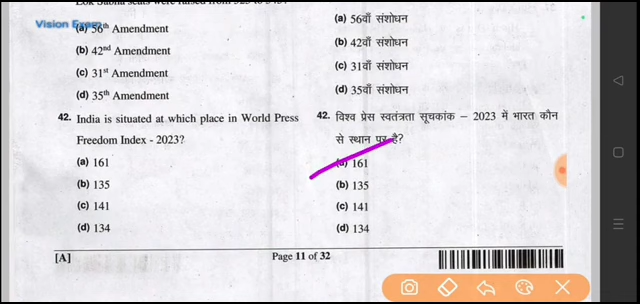 Lok Sabha seats were raised from 525 to 545?
Vision Exam
(a) 56th Amendment
(b) 42nd Amendment
(c) 31st Amendment
(d) 35th Amendment
42. India is situated at which place in World Press
Freedom Index - 2023?
(a) 161
(b) 135
(c) 141
(d) 134
(a) 56वाँ संशोधन
(b) 42वाँ संशोधन
(c) 31वाँ संशोधन
(d) 35वाँ संशोधन
42. विश्व प्रेस स्वतंत्रता सूचकांक – 2023 में भारत कौन
से स्थान पर है?
(a) 161
(b) 135
(c) 141
(d) 134
[A]
Page 11 of 32